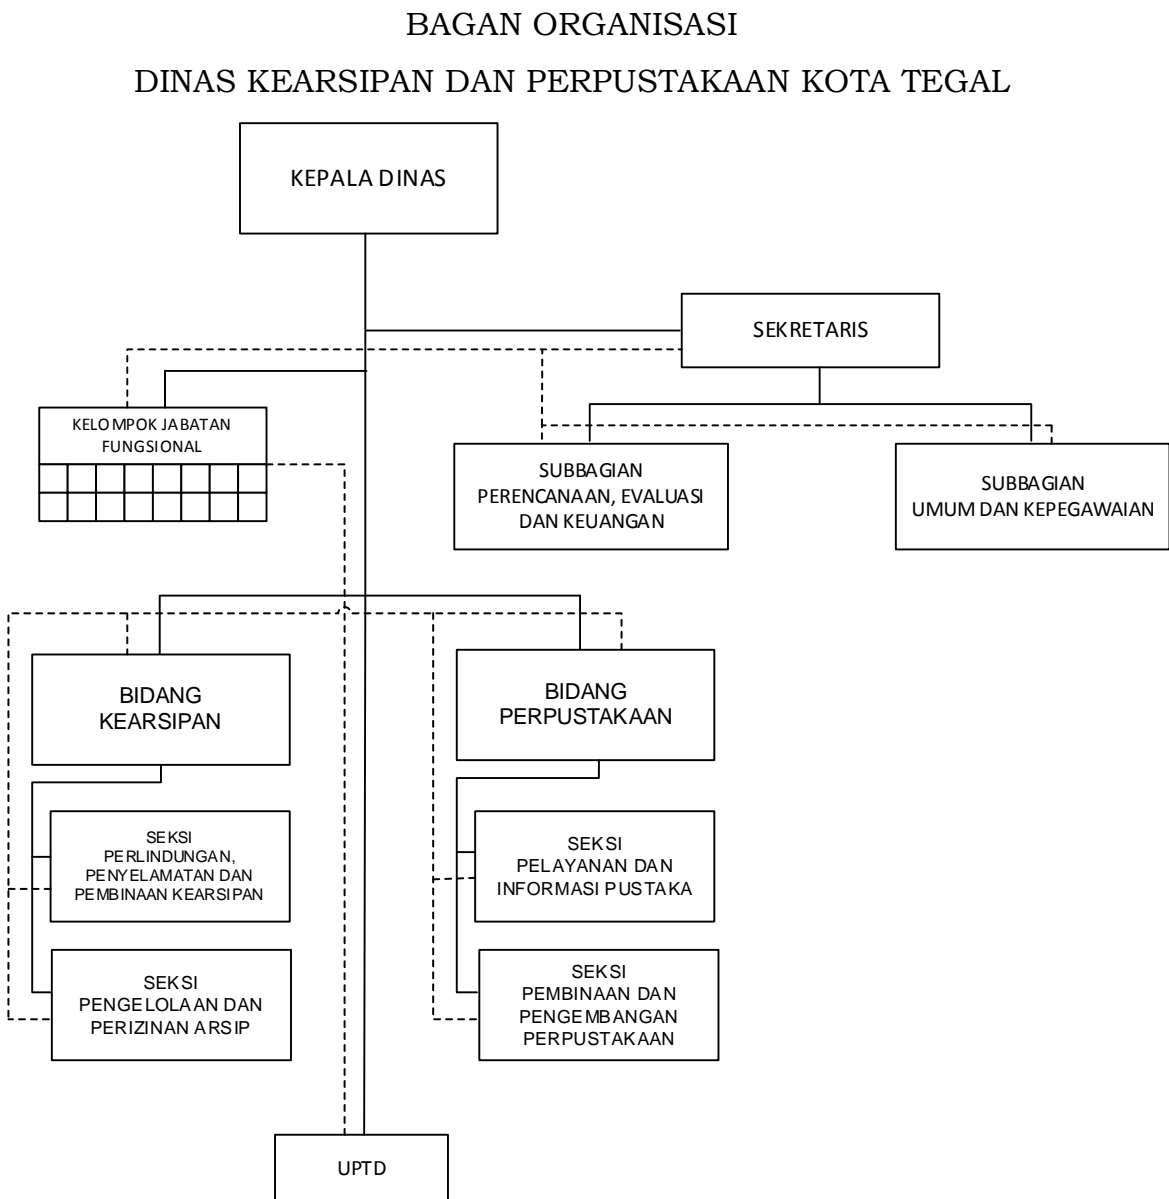 BAGAN ORGANISASI
DINAS KEARSIPAN DAN PERPUSTAKAAN KOTA TEGAL
KEPALA DINAS
SEKRETARIS
KELOMPOK JABATAN
FUNGSIONAL
SUBBAGIAN
PERENCANAAN, EVALUASI
DAN KEUANGAN
SUBBAGIAN
UMUM DAN KEPEGAWAIAN
BIDANG
KEARSIPAN
BIDANG
PERPUSTAKAAN
SEKSI
PERLINDUNGAN,
PENYELAMATAN DAN
PEMBINAAN KEARSIPAN
SEKSI
PELAYANAN DAN
INFORMASI PUSTAKA
SEKSI
PENGELOLAAN DAN
PERIZINAN ARSIP
SEKSI
PEMBINAAN DAN
PENGEMBANGAN
PERPUSTAKAAN
UPTD